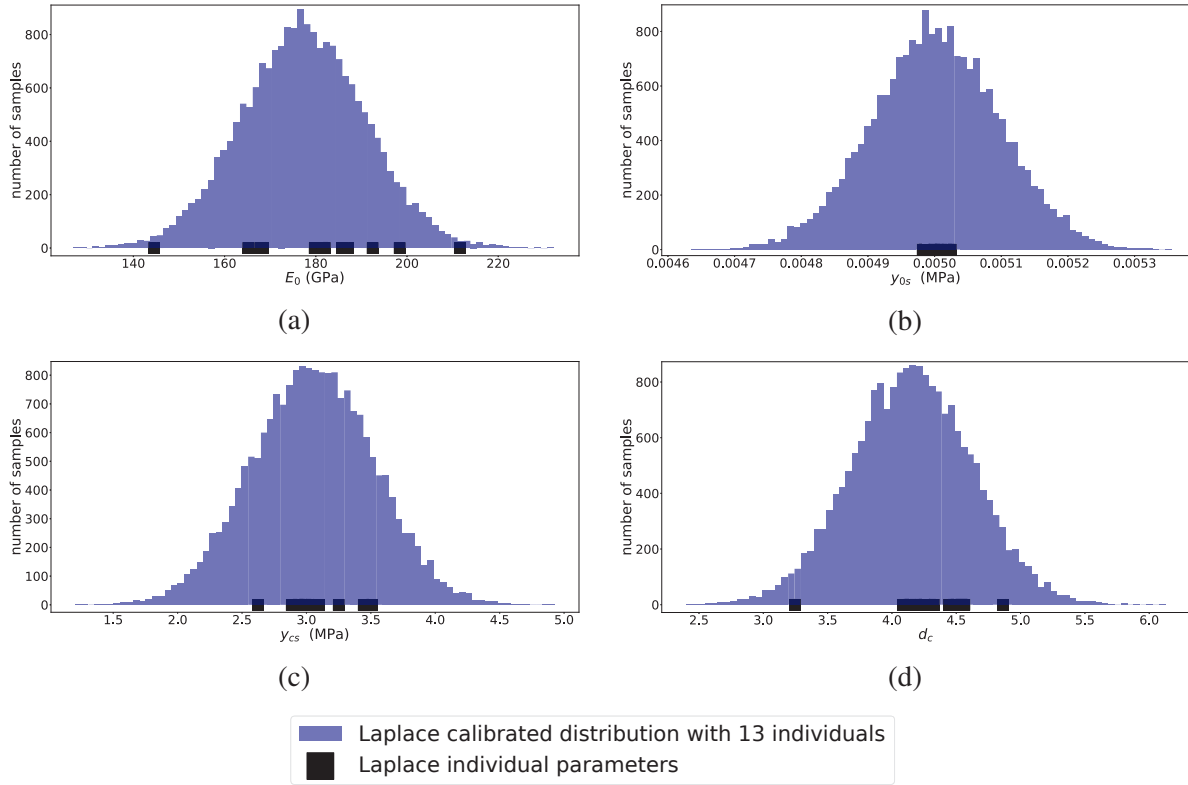 800
600
400
200
0
number of samples
140 160 180 200 220
E0 (GPa)
(a)
800
600
400
200
0
number of samples
0.0046 0.0047 0.0048 0.0049 0.0050 0.0051 0.0052 0.0053
y0s (MPa)
(b)
800
700
600
500
400
300
200
100
0
number of samples
1.5 2.0 2.5 3.0 3.5 4.0 4.5 5.0
ycs (MPa)
(c)
800
600
400
200
0
number of samples
2.5 3.0 3.5 4.0 4.5 5.0 5.5 6.0
dc
(d)
Laplace calibrated distribution with 13 individuals
Laplace individual parameters